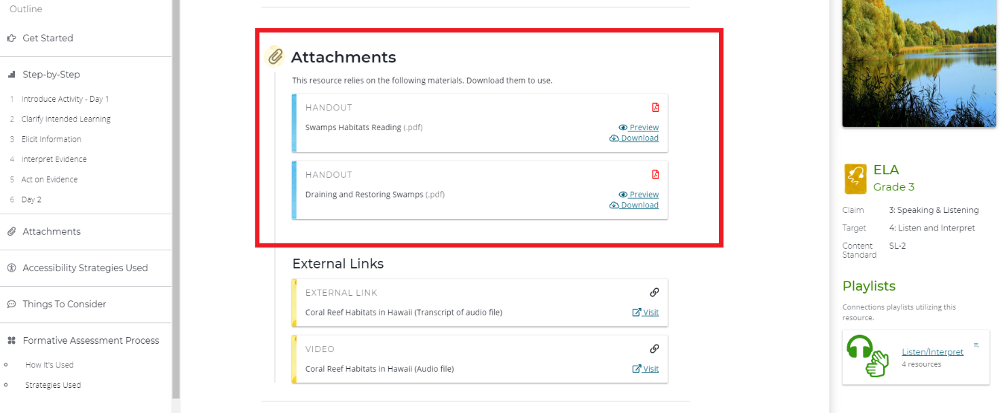 Outline
Get Started
Step-by-Step
1 Introduce Activity - Day 1
2 Clarify Intended Learning
3 Elicit Information
4 Interpret Evidence
5 Act on Evidence
6 Day 2
Attachments
Accessibility Strategies Used
Things To Consider
Formative Assessment Process
How It's Used
Strategies Used
Attachments
This resource relies on the following materials. Download them to use.
HANDOUT
Swamps Habitats Reading (.pdf)
Preview
Download
HANDOUT
Draining and Restoring Swamps (.pdf)
Preview
Download
External Links
EXTERNAL LINK
Coral Reef Habitats in Hawaii (Transcript of audio file)
Visit
VIDEO
Coral Reef Habitats in Hawaii (Audio file)
Visit
ELA
Grade 3
Claim 3: Speaking & Listening
Target 4: Listen and Interpret
Content Standard SL-2
Playlists
Connections playlists utilizing this
resource.
Listen/Interpret
4 resources